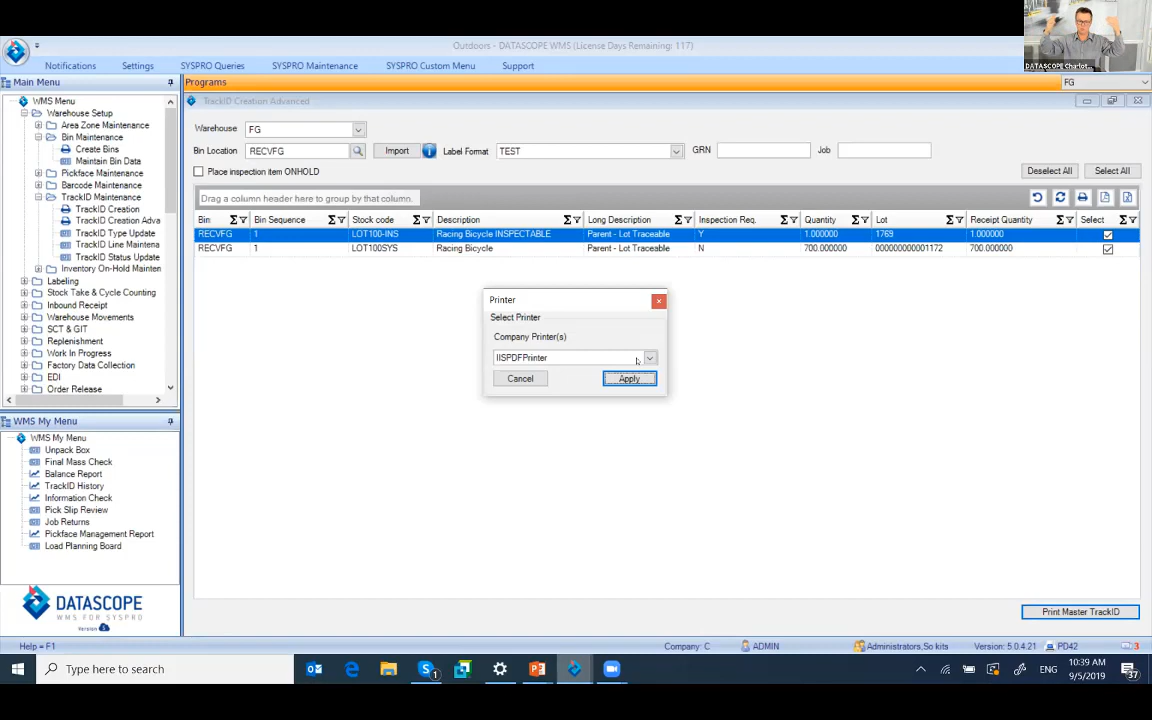 Outdoors - DATASCOPE WMS (License Days Remaining: 117)
DATASCOPE Charlot...
Notifications Settings SYSPRO Queries SYSPRO Maintenance SYSPRO Custom Menu Support
Main Menu
Programs
FG
WMS Menu
Warehouse Setup
Area Zone Maintenance
Bin Maintenance
Create Bins
Maintain Bin Data
Pickface Maintenance
Barcode Maintenance
TrackID Maintenance
TrackID Creation
TrackID Creation Adva
TrackID Type Update
TrackID Line Maintena
TrackID Status Update
Inventory On-Hold Mainten
Labeling
Stock Take & Cycle Counting
Inbound Receipt
Warehouse Movements
SCT & GIT
Replenishment
Work In Progress
Factory Data Collection
EDI
Order Release
WMS My Menu
WMS My Menu
Unpack Box
Final Mass Check
Balance Report
TrackID History
Information Check
Pick Slip Review
Job Returns
Pickface Management Report
Load Planning Board
DATASCOPE
WMS FOR SYSPRO
Version 5
TrackID Creation Advanced
Warehouse FG
Bin Location RECVFG Import Label Format TEST GRN Job
Place inspection item ONHOLD
Deselect All Select All
Drag a column header here to group by that column.
Bin Bin Sequence Stock code Description Long Description Inspection Req. Quantity Lot Receipt Quantity Select
RECVFG 1 LOT100-INS Racing Bicycle INSPECTABLE Parent - Lot Traceable Y 1.000000 1769 1.000000
RECVFG 1 LOT100SYS Racing Bicycle Parent - Lot Traceable N 700.000000 000000000001172 700.000000
Printer
Select Printer
Company Printer(s)
IISPDFPrinter
Cancel Apply
Print Master TrackID
Help = F1 Company: C ADMIN Administrators,So kits Version: 5.0.4.21 PD42 3
Type here to search
1
ENG
10:39 AM
9/5/2019
37